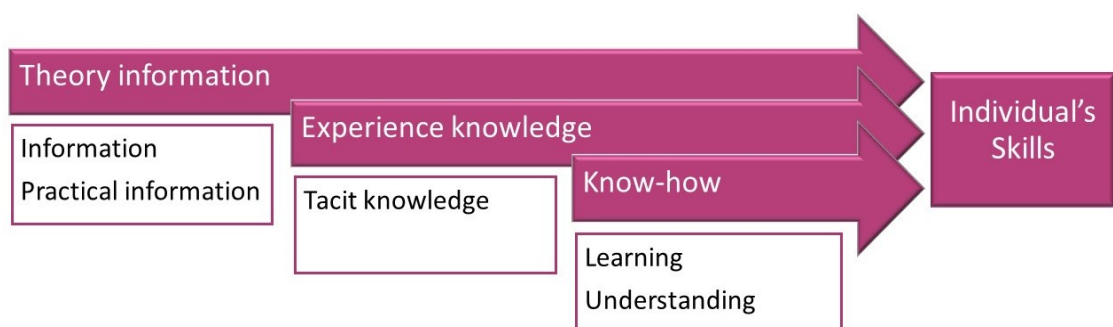 Theory information
Information
Practical information
Experience knowledge
Tacit knowledge
Know-how
Learning
Understanding
Individual's
Skills